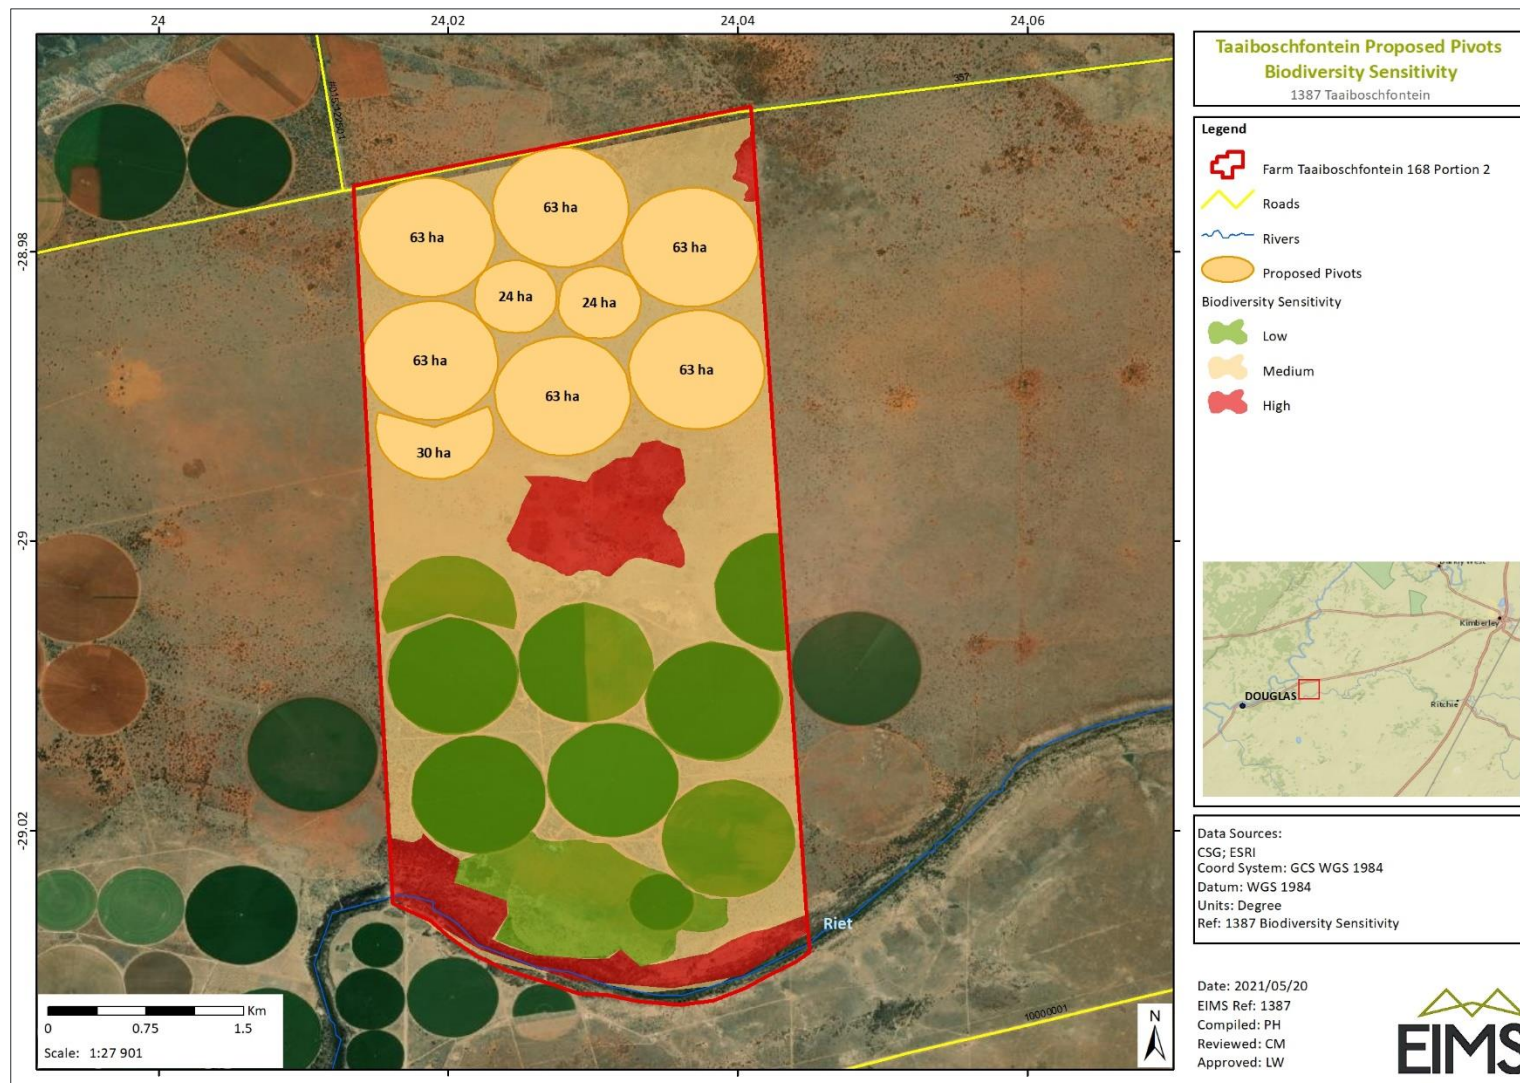 24
24.02
24.04
24.06
-28.98
-29
-29.02
357
63 ha
63 ha
63 ha
24 ha
24 ha
63 ha
63 ha
63 ha
30 ha
Riet
10000001
Km
0
0.75
1.5
Scale: 1:27 901
N
Taaiboschfontein Proposed Pivots
Biodiversity Sensitivity
1387 Taaiboschfontein
Legend
Farm Taaiboschfontein 168 Portion 2
Roads
Rivers
Proposed Pivots
Biodiversity Sensitivity
Low
Medium
High
Kimberley
DOUGLAS
Ritchie
Data Sources:
CSG; ESRI
Coord System: GCS WGS 1984
Datum: WGS 1984
Units: Degree
Ref: 1387 Biodiversity Sensitivity
Date: 2021/05/20
EIMS Ref: 1387
Compiled: PH
Reviewed: CM
Approved: LW
EIMS